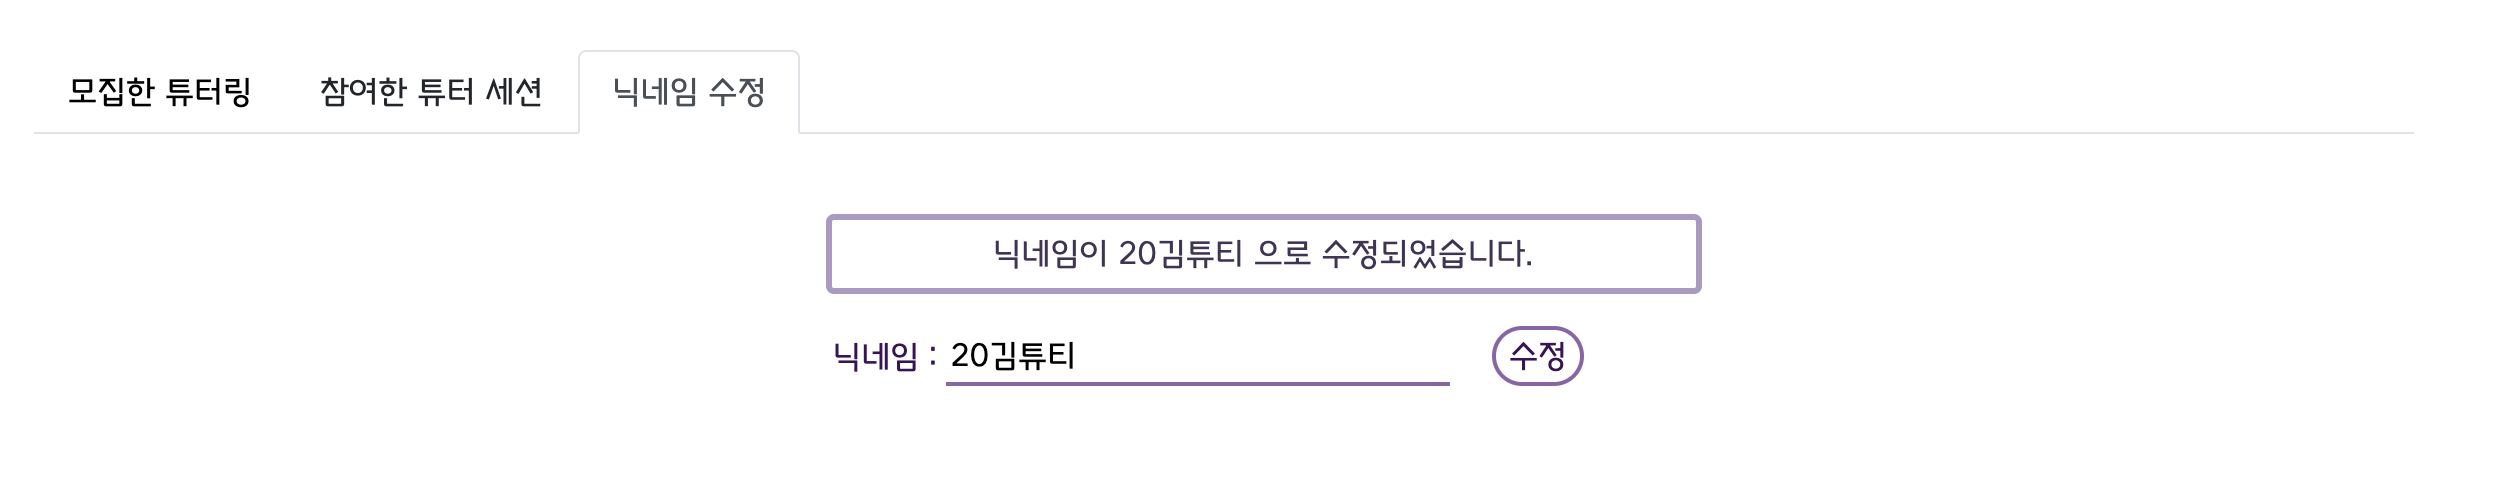 모집한 튜터링 참여한 튜터 세션 닉네임 수정
닉네임이 20김튜티 으로 수정되었습니다.
닉네임 : 20김튜티 수정